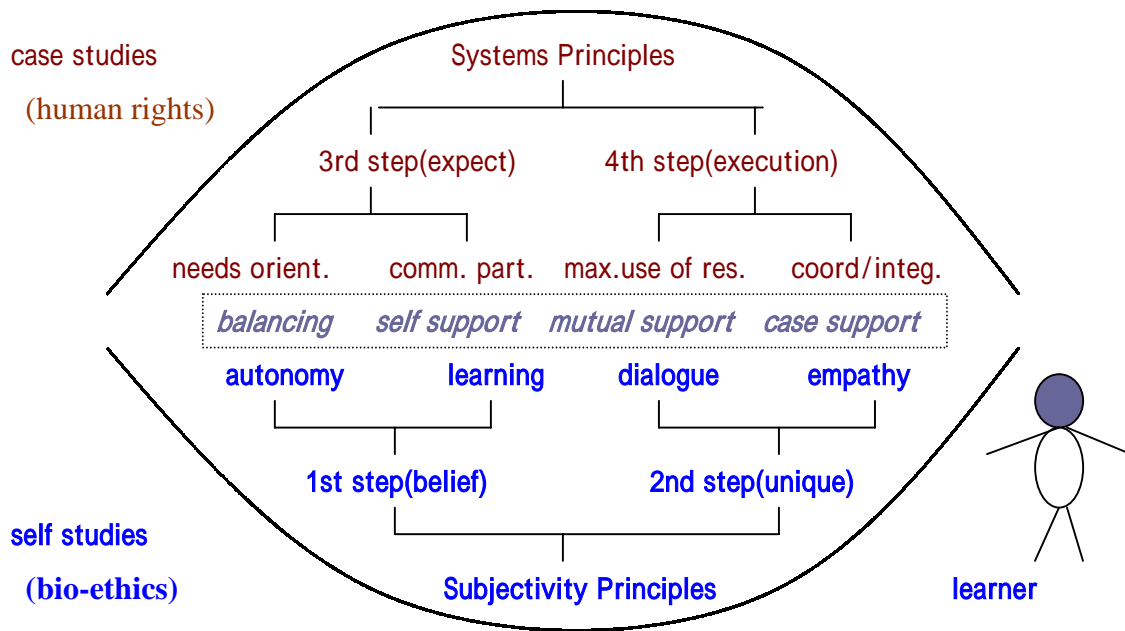 case studies
(human rights)
Systems Principles
3rd step(expect)
4th step(execution)
needs orient.
comm. part.
max.use of res.
coord/integ.
balancing
self support
mutual support
case support
autonomy
learning
dialogue
empathy
1st step(belief)
2nd step(unique)
self studies
(bio-ethics)
Subjectivity Principles
learner